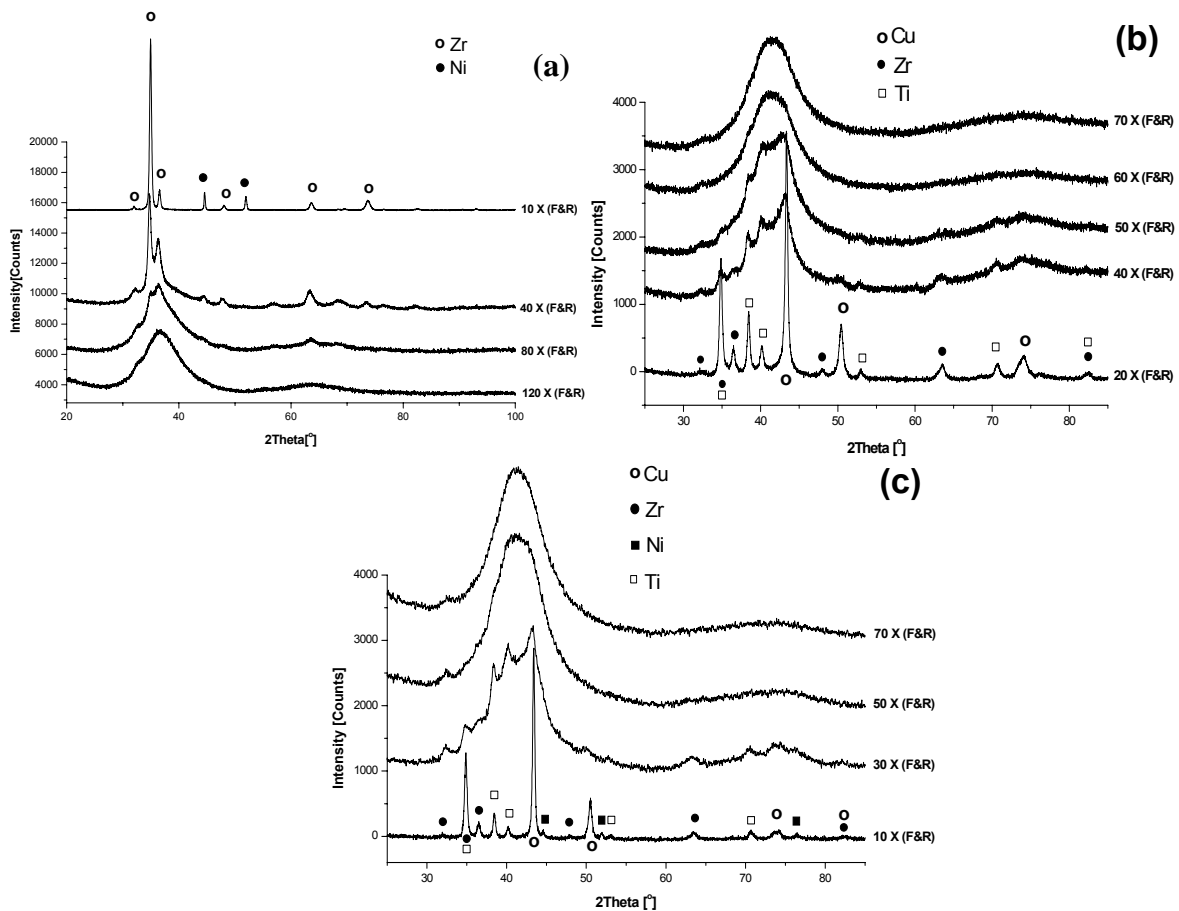 (a)
o Zr
● Ni
Intensity[Counts]
20000
18000
16000
14000
12000
10000
8000
6000
4000
10 X (F&R)
40 X (F&R)
80 X (F&R)
120 X (F&R)
20 40 60 80 100
2Theta[°]
(b)
o Cu
● Zr
□ Ti
Intensity [Counts]
4000
3000
2000
1000
0
70 X (F&R)
60 X (F&R)
50 X (F&R)
40 X (F&R)
20 X (F&R)
30 40 50 60 70 80
2Theta [°]
(c)
o Cu
● Zr
■ Ni
□ Ti
Intensity [Counts]
4000
3000
2000
1000
0
70 X (F&R)
50 X (F&R)
30 X (F&R)
10 X (F&R)
30 40 50 60 70 80
2Theta [°]